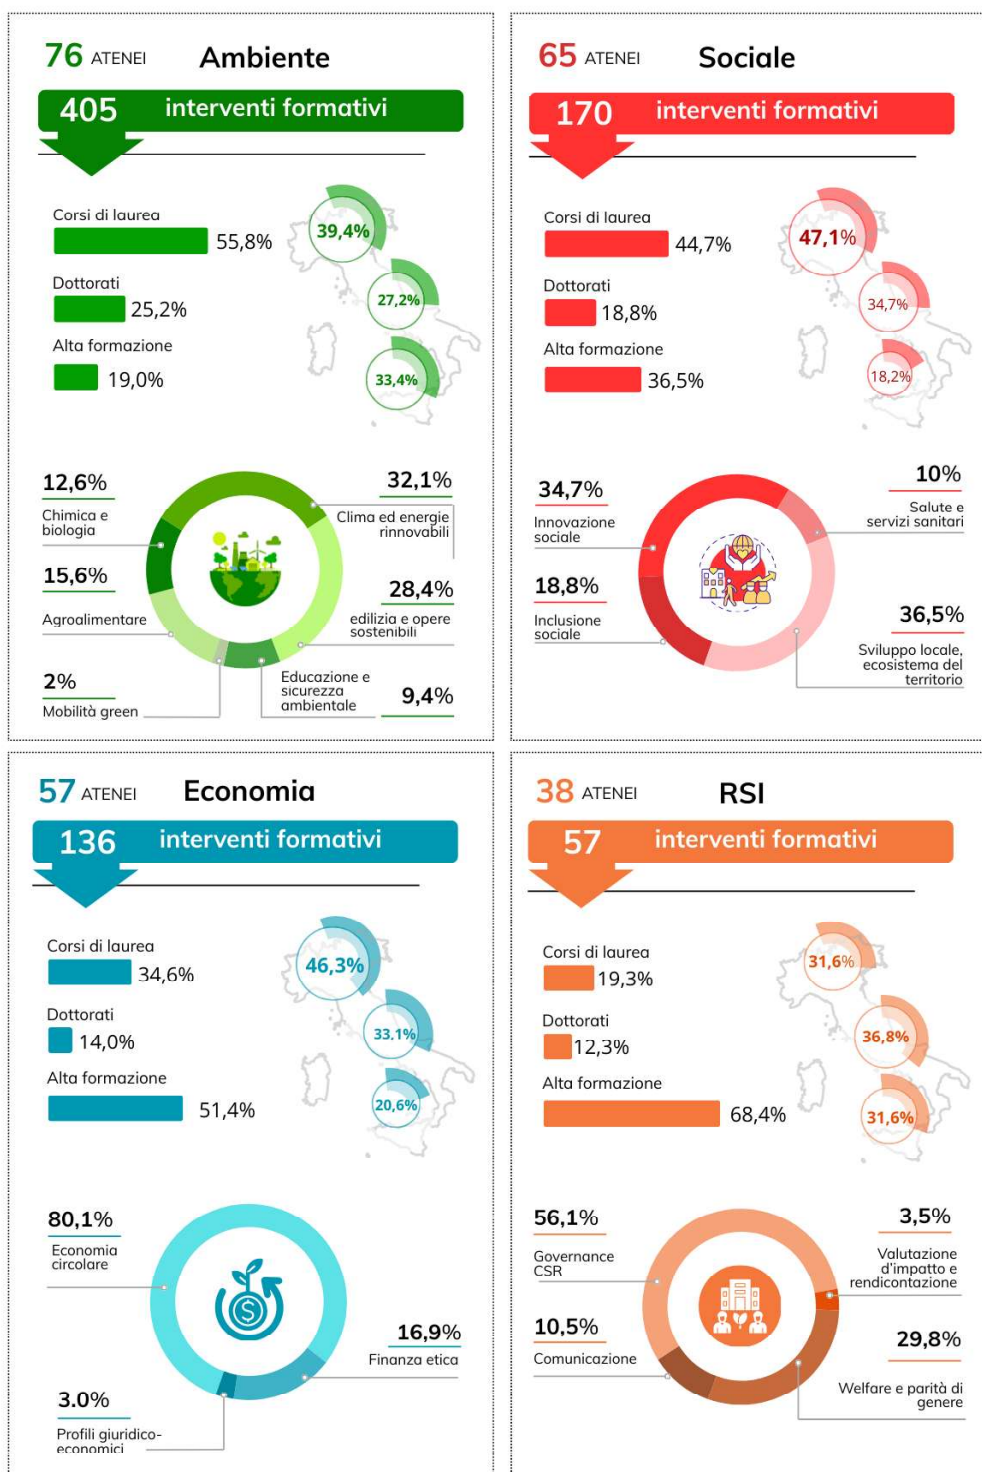 76 ATENEI
Ambiente
405 interventi formativi
Corsi di laurea
55,8%
Dottorati
25,2%
Alta formazione
19,0%
39,4%
27,2%
33,4%
12,6%
Chimica e
biologia
15,6%
Agroalimentare
2%
Mobilità green
32,1%
Clima ed energie
rinnovabili
28,4%
edilizia e opere
sostenibili
Educazione e
sicurezza
ambientale
9,4%
65 ATENEI
Sociale
170 interventi formativi
Corsi di laurea
44,7%
Dottorati
18,8%
Alta formazione
36,5%
47,1%
34,7%
18,2%
34,7%
Innovazione
sociale
18,8%
Inclusione
sociale
10%
Salute e
servizi sanitari
36,5%
Sviluppo locale,
ecosistema del
territorio
57 ATENEI
Economia
136 interventi formativi
Corsi di laurea
34,6%
Dottorati
14,0%
Alta formazione
51,4%
46,3%
33,1%
20,6%
80,1%
Economia
circolare
16,9%
Finanza etica
3.0%
Profili giuridico-
economici
$
38 ATENEI
RSI
57 interventi formativi
Corsi di laurea
19,3%
Dottorati
12,3%
Alta formazione
68,4%
31,6%
36,8%
31,6%
56,1%
Governance
CSR
10,5%
Comunicazione
3,5%
Valutazione
d'impatto e
rendicontazione
29,8%
Welfare e parità di
genere